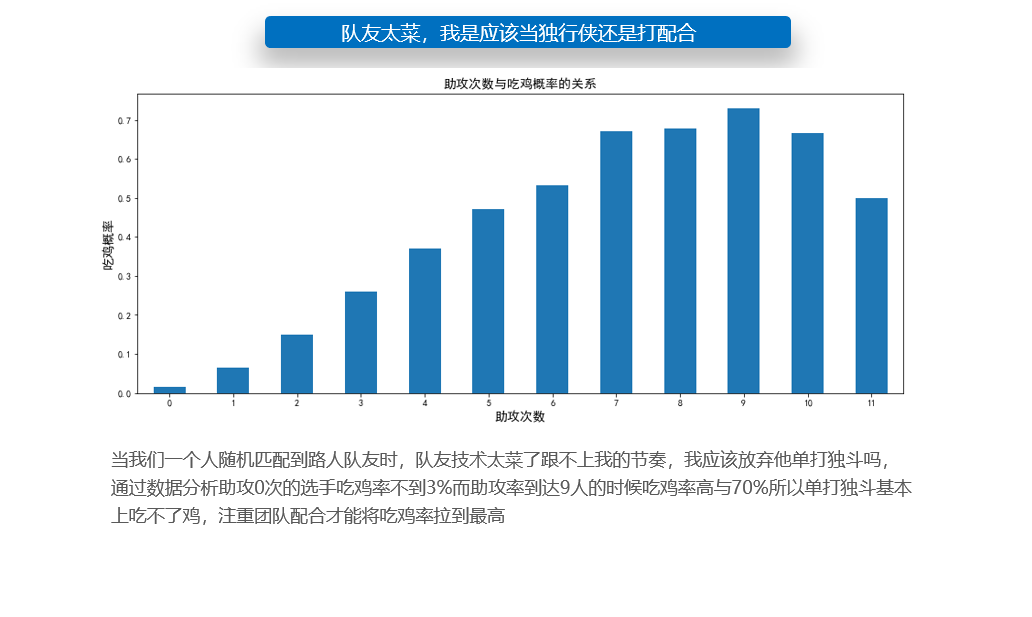 队友太菜，我是应该当独行侠还是打配合
助攻次数与吃鸡概率的关系
吃鸡概率
0.7
0.6
0.5
0.4
0.3
0.2
0.1
0.0
0 1 2 3 4 5 6 7 8 9 10 11
助攻次数
当我们一个人随机匹配到路人队友时，队友技术太菜了跟不上我的节奏，我应该放弃他单打独斗吗，
通过数据分析助攻0次的选手吃鸡率不到3%而助攻率到达9人的时候吃鸡率高与70%所以单打独斗基本
上吃不了鸡，注重团队配合才能将吃鸡率拉到最高